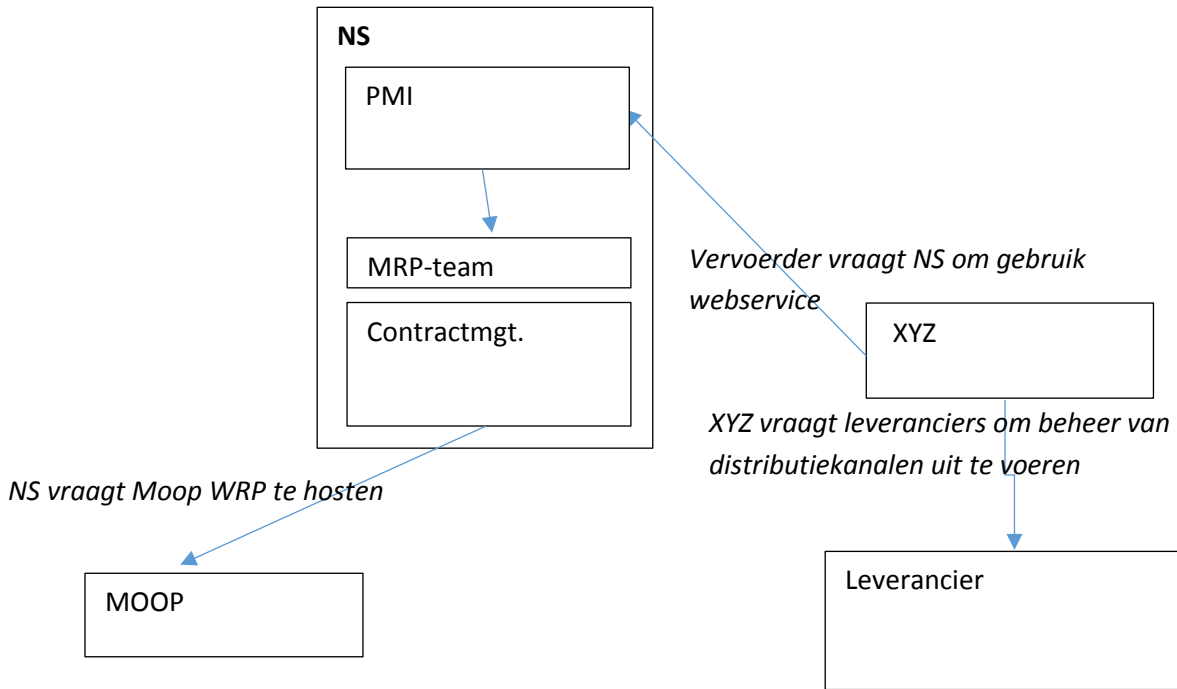 NS
PMI
MRP-team
Contractmgt.
Vervoerder vraagt NS om gebruik
webservice
XYZ
XYZ vraagt leveranciers om beheer van
distributiekanalen uit te voeren
NS vraagt Moop WRP te hosten
MOOP
Leverancier